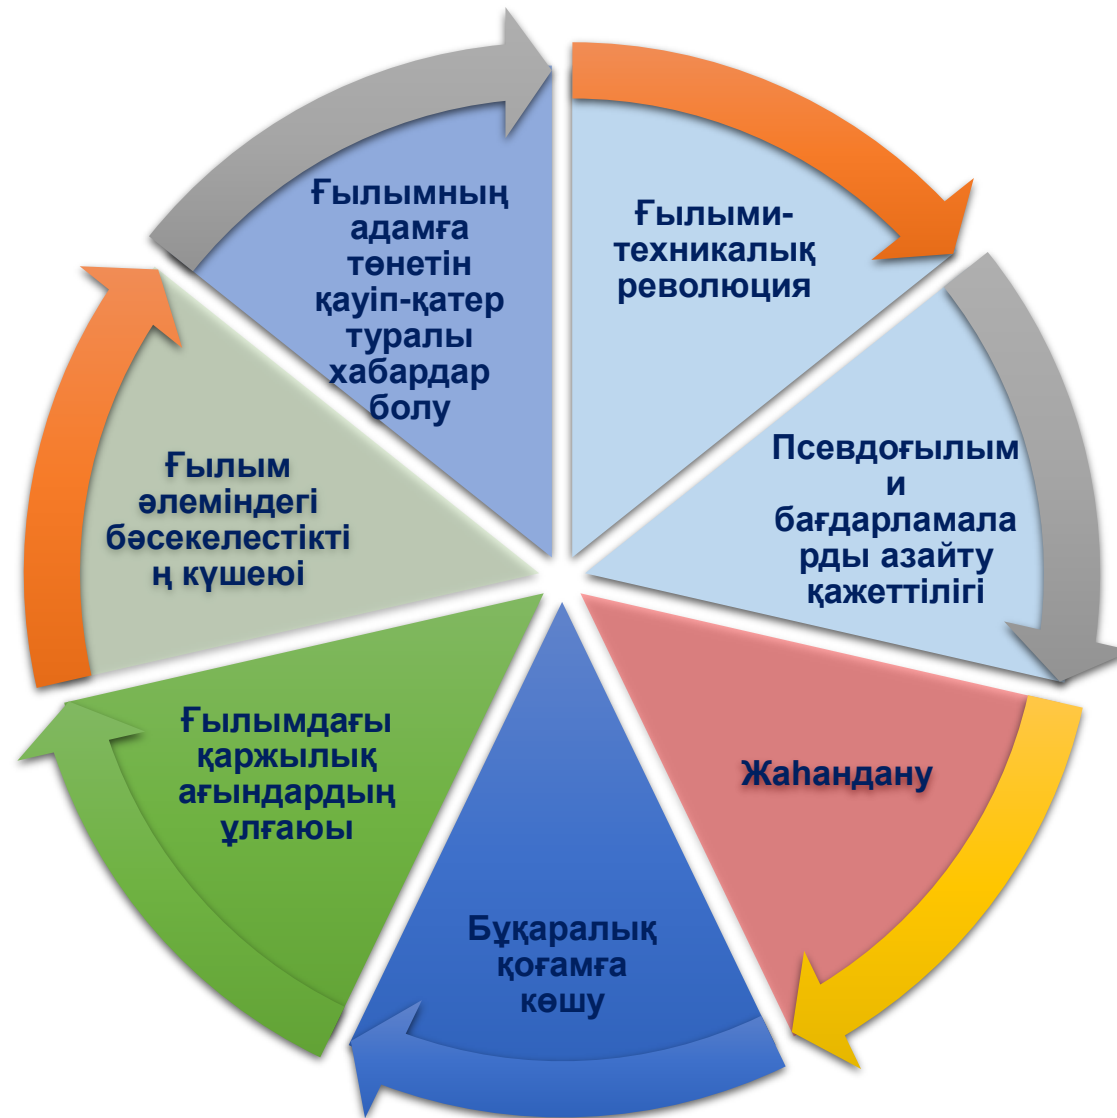 Ғылыми-
техникалық
революция
Псевдоғылым
и
бағдарламала
рды азайту
қажеттілігі
Жаһандану
Бұқаралық
қоғамға
көшу
Ғылымдағы
қаржылық
ағындардың
ұлғаюы
Ғылым
әлеміндегі
бәсекелестікті
ң күшеюі
Ғылымның
адамға
төнетін
қауіп-қатер
туралы
хабардар
болу